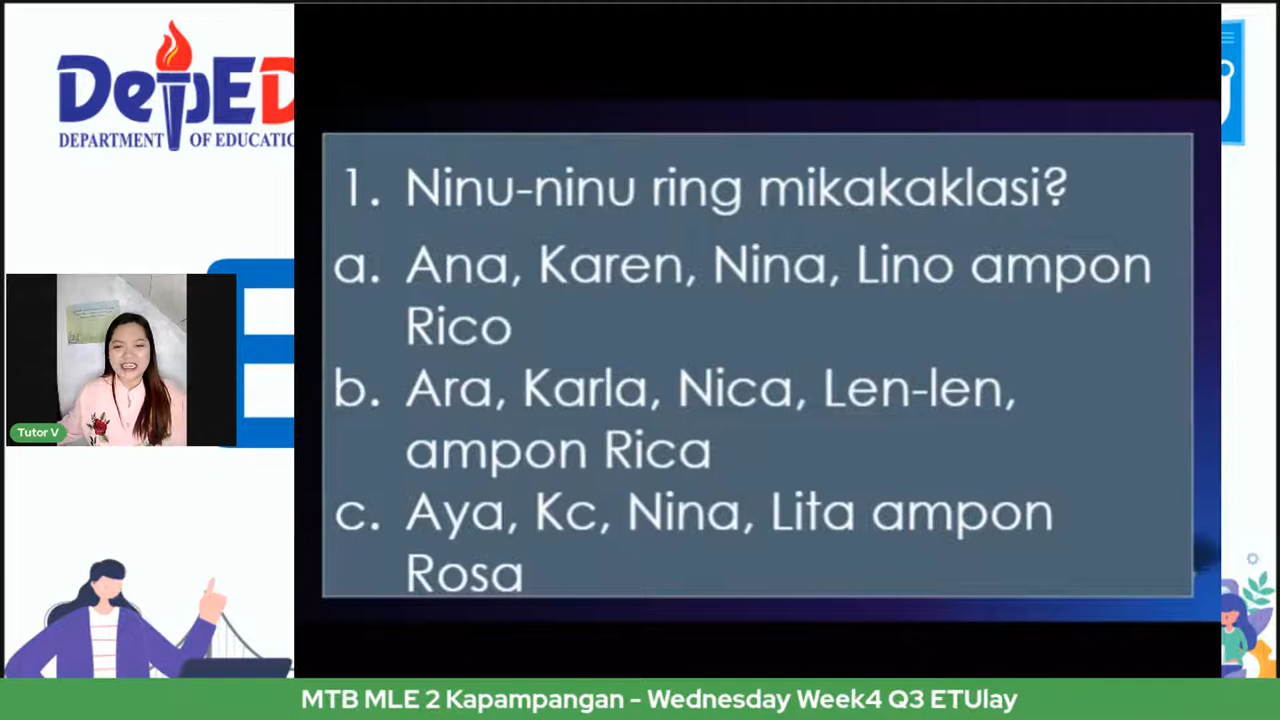 DepED
DEPARTMENT OF EDUCATIO
1. Ninu-ninu ring mikakaklasi?
a. Ana, Karen, Nina, Lino ampon
Rico
b. Ara, Karla, Nica, Len-len,
ampon Rica
c. Aya, Kc, Nina, Lita ampon
Rosa
Tutor V
MTB MLE 2 Kapampangan - Wednesday Week4 Q3 ETUlay